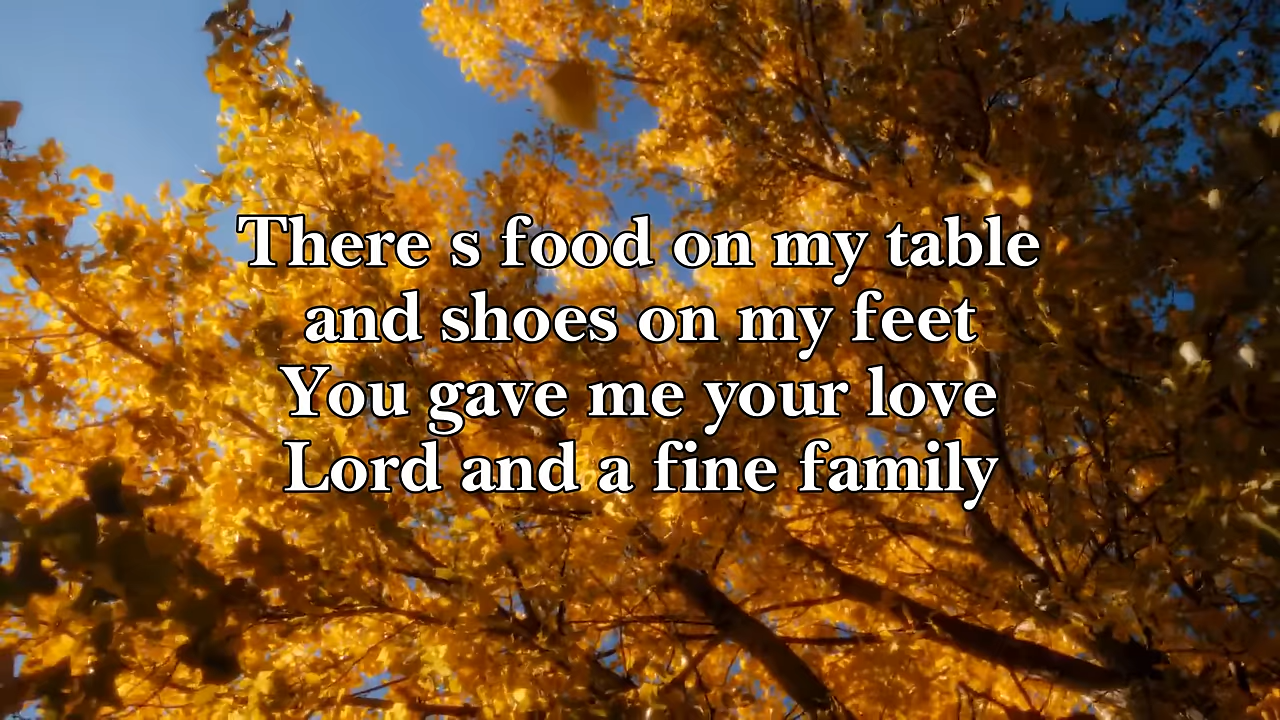 There s food on my table
and shoes on my feet
You gave me your love
Lord and a fine family